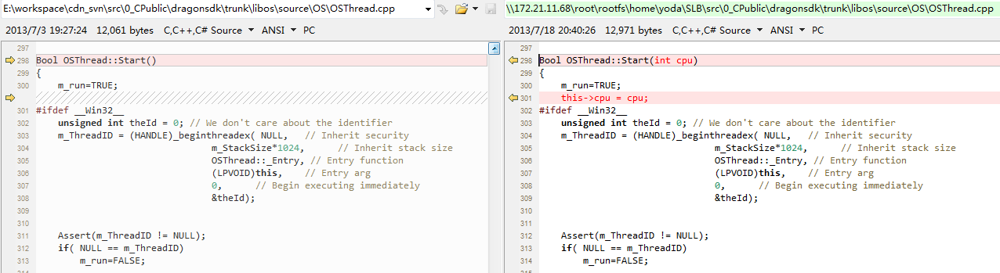 E:\workspace\cdn_svn\src\0_CPublic\dragonsdk\trunk\libos\source\OS\OSThread.cpp
2013/7/3 19:27:24 12,061 bytes C,C++,C# Source ANSI PC
297
298 Bool OSThread::Start()
299 {
300 m_run=TRUE;
301 #ifdef __Win32__
302 unsigned int theId = 0; // We don't care about the identifier
303 m_ThreadID = (HANDLE)_beginthreadex( NULL, // Inherit security
304 m_StackSize*1024, // Inherit stack size
305 OSThread::_Entry, // Entry function
306 (LPVOID)this, // Entry arg
307 0, // Begin executing immediately
308 &theId);
309
310
311 Assert(m_ThreadID != NULL);
312 if( NULL == m_ThreadID)
313 m_run=FALSE;
\\172.21.11.68\root\rootfs\home\yoda\SLB\src\0_CPublic\dragonsdk\trunk\libos\source\OS\OSThread.cpp
2013/7/18 20:40:26 12,971 bytes C,C++,C# Source ANSI PC
297
298 Bool OSThread::Start(int cpu)
299 {
300 m_run=TRUE;
301 this->cpu = cpu;
302 #ifdef __Win32__
303 unsigned int theId = 0; // We don't care about the identifier
304 m_ThreadID = (HANDLE)_beginthreadex( NULL, // Inherit security
305 m_StackSize*1024, // Inherit stack size
306 OSThread::_Entry, // Entry function
307 (LPVOID)this, // Entry arg
308 0, // Begin executing immediately
309 &theId);
310
311
312 Assert(m_ThreadID != NULL);
313 if( NULL == m_ThreadID)
314 m_run=FALSE;